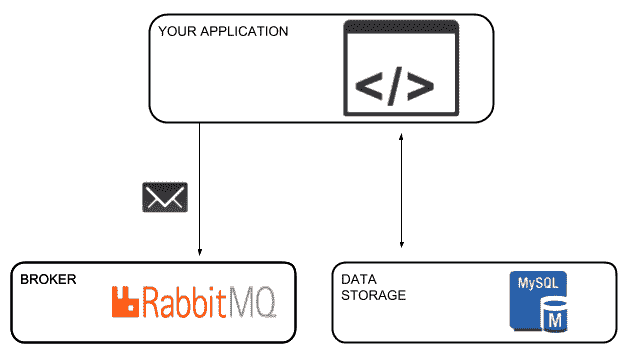 YOUR APPLICATION
</>
BROKER
RabbitMQ
DATA
STORAGE
MySQL
M